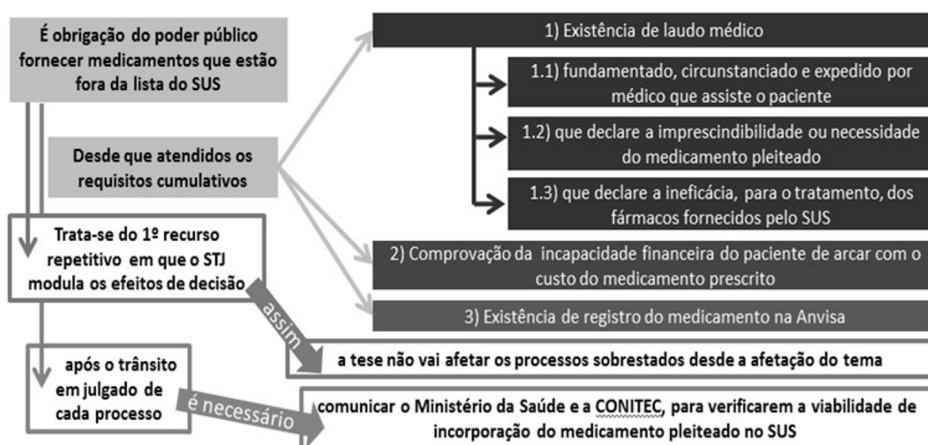 É obrigação do poder público
fornecer medicamentos que estão
fora da lista do SUS
Desde que atendidos os
requisitos cumulativos
1) Existência de laudo médico
1.1) fundamentado, circunstanciado e expedido por
médico que assiste o paciente
1.2) que declare a imprescindibilidade ou necessidade
do medicamento pleiteado
1.3) que declare a ineficácia, para o tratamento, dos
fármacos fornecidos pelo SUS
2) Comprovação da incapacidade financeira do paciente de arcar com o
custo do medicamento prescrito
3) Existência de registro do medicamento na Anvisa
Trata-se do 1º recurso
repetitivo em que o STJ
modula os efeitos de decisão
assim
a tese não vai afetar os processos sobrestados desde a afetação do tema
após o trânsito
em julgado de
cada processo
é necessário
comunicar o Ministério da Saúde e a CONITEC, para verificarem a viabilidade de
incorporação do medicamento pleiteado no SUS